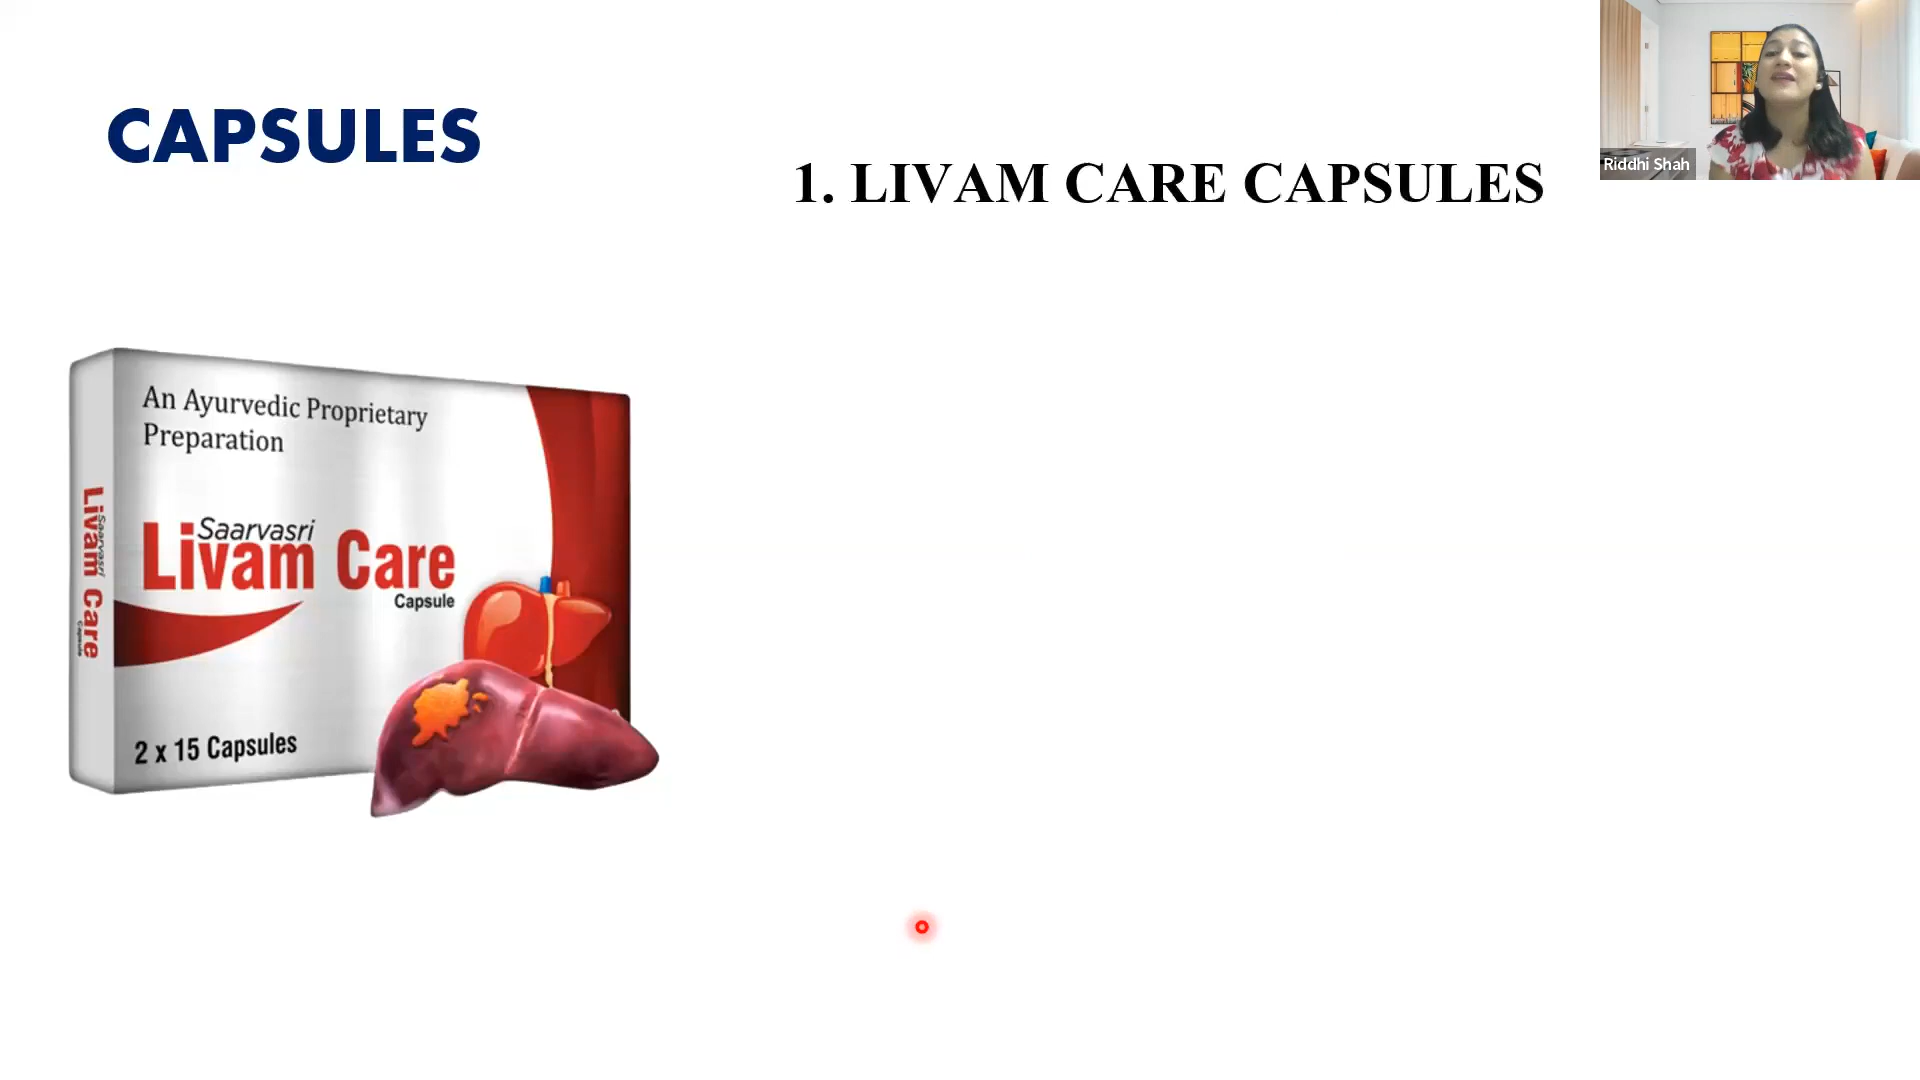 CAPSULES
1. LIVAM CARE CAPSULES
Riddhi Shah
An Ayurvedic Proprietary
Preparation
Saarvasri
Livam Care
Capsule
2 x 15 Capsules
Saarvasri
Livam Care
Capsule